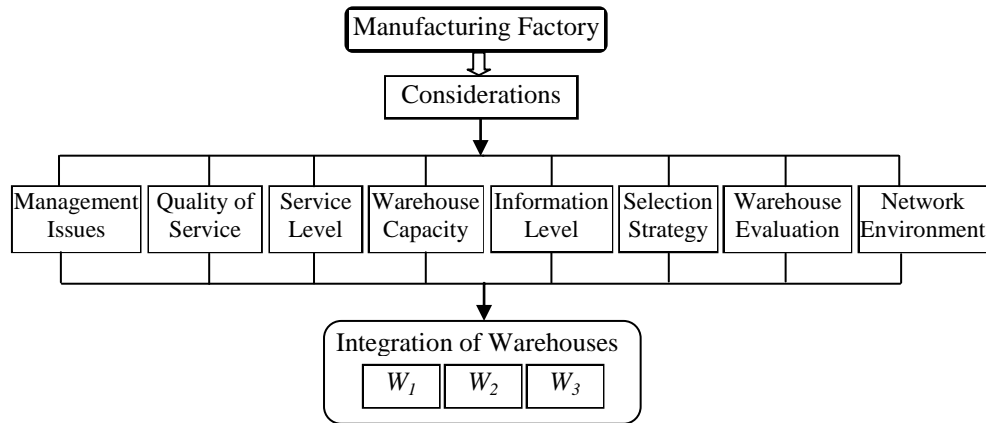 Manufacturing Factory
Considerations
Management
Issues
Quality of
Service
Service
Level
Warehouse
Capacity
Information
Level
Selection
Strategy
Warehouse
Evaluation
Network
Environment
Integration of Warehouses
W1
W2
W3